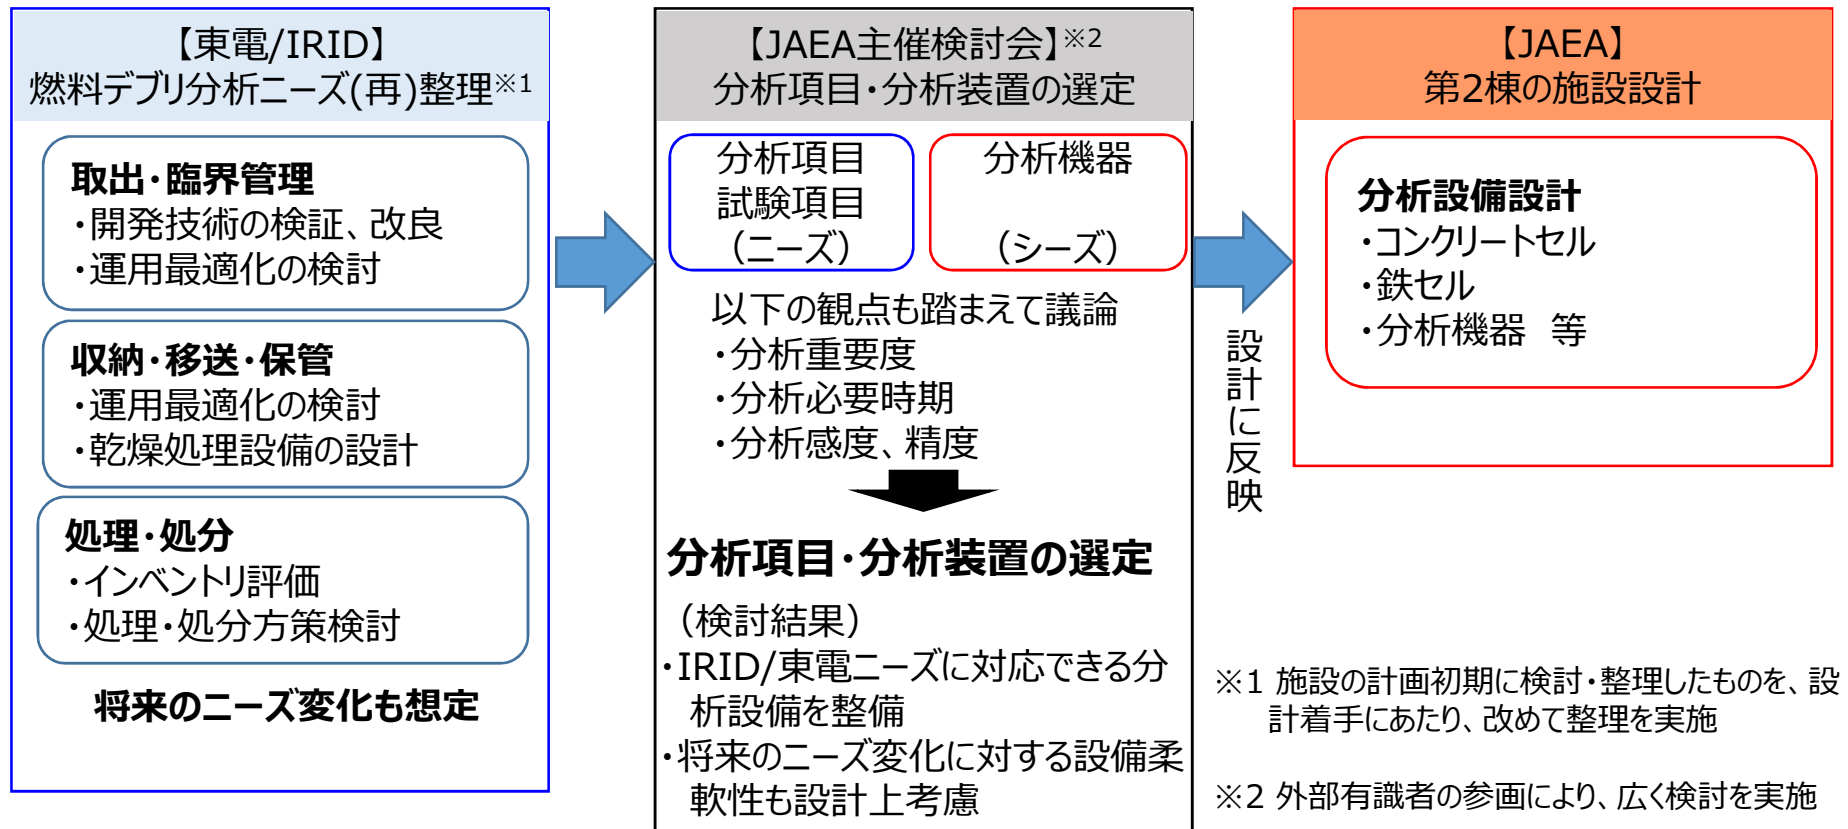 【東電/IRID】
燃料デブリ分析ニーズ(再)整理※1
取出・臨界管理
・開発技術の検証、改良
・運用最適化の検討
収納・移送・保管
・運用最適化の検討
・乾燥処理設備の設計
処理・処分
・インベントリ評価
・処理・処分方策検討
将来のニーズ変化も想定
【JAEA主催検討会】※2
分析項目・分析装置の選定
分析項目
試験項目
（ニーズ）
分析機器
（シーズ）
以下の観点も踏まえて議論
・分析重要度
・分析必要時期
・分析感度、精度
分析項目・分析装置の選定
（検討結果）
・IRID/東電ニーズに対応できる分
析設備を整備
・将来のニーズ変化に対する設備柔
軟性も設計上考慮
設計に反映
【JAEA】
第2棟の施設設計
分析設備設計
・コンクリートセル
・鉄セル
・分析機器　等
※1 施設の計画初期に検討・整理したものを、設
計着手にあたり、改めて整理を実施
※2 外部有識者の参画により、広く検討を実施